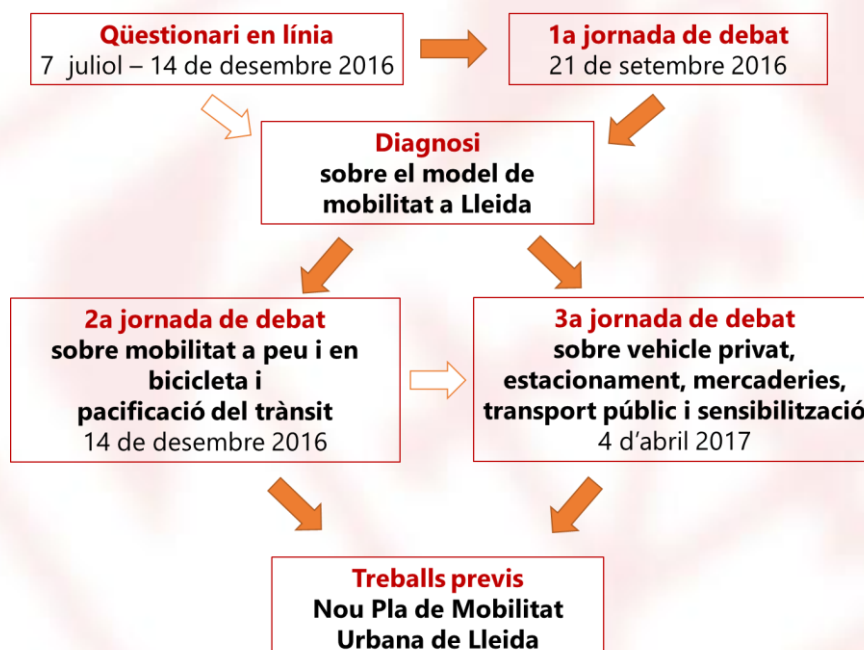 Qüestionari en línia
7 juliol – 14 de desembre 2016
1a jornada de debat
21 de setembre 2016
Diagnosi
sobre el model de
mobilitat a Lleida
2a jornada de debat
sobre mobilitat a peu i en
bicicleta i
pacificació del trànsit
14 de desembre 2016
3a jornada de debat
sobre vehicle privat,
estacionament, mercaderies,
transport públic i sensibilització
4 d'abril 2017
Treballs previs
Nou Pla de Mobilitat
Urbana de Lleida